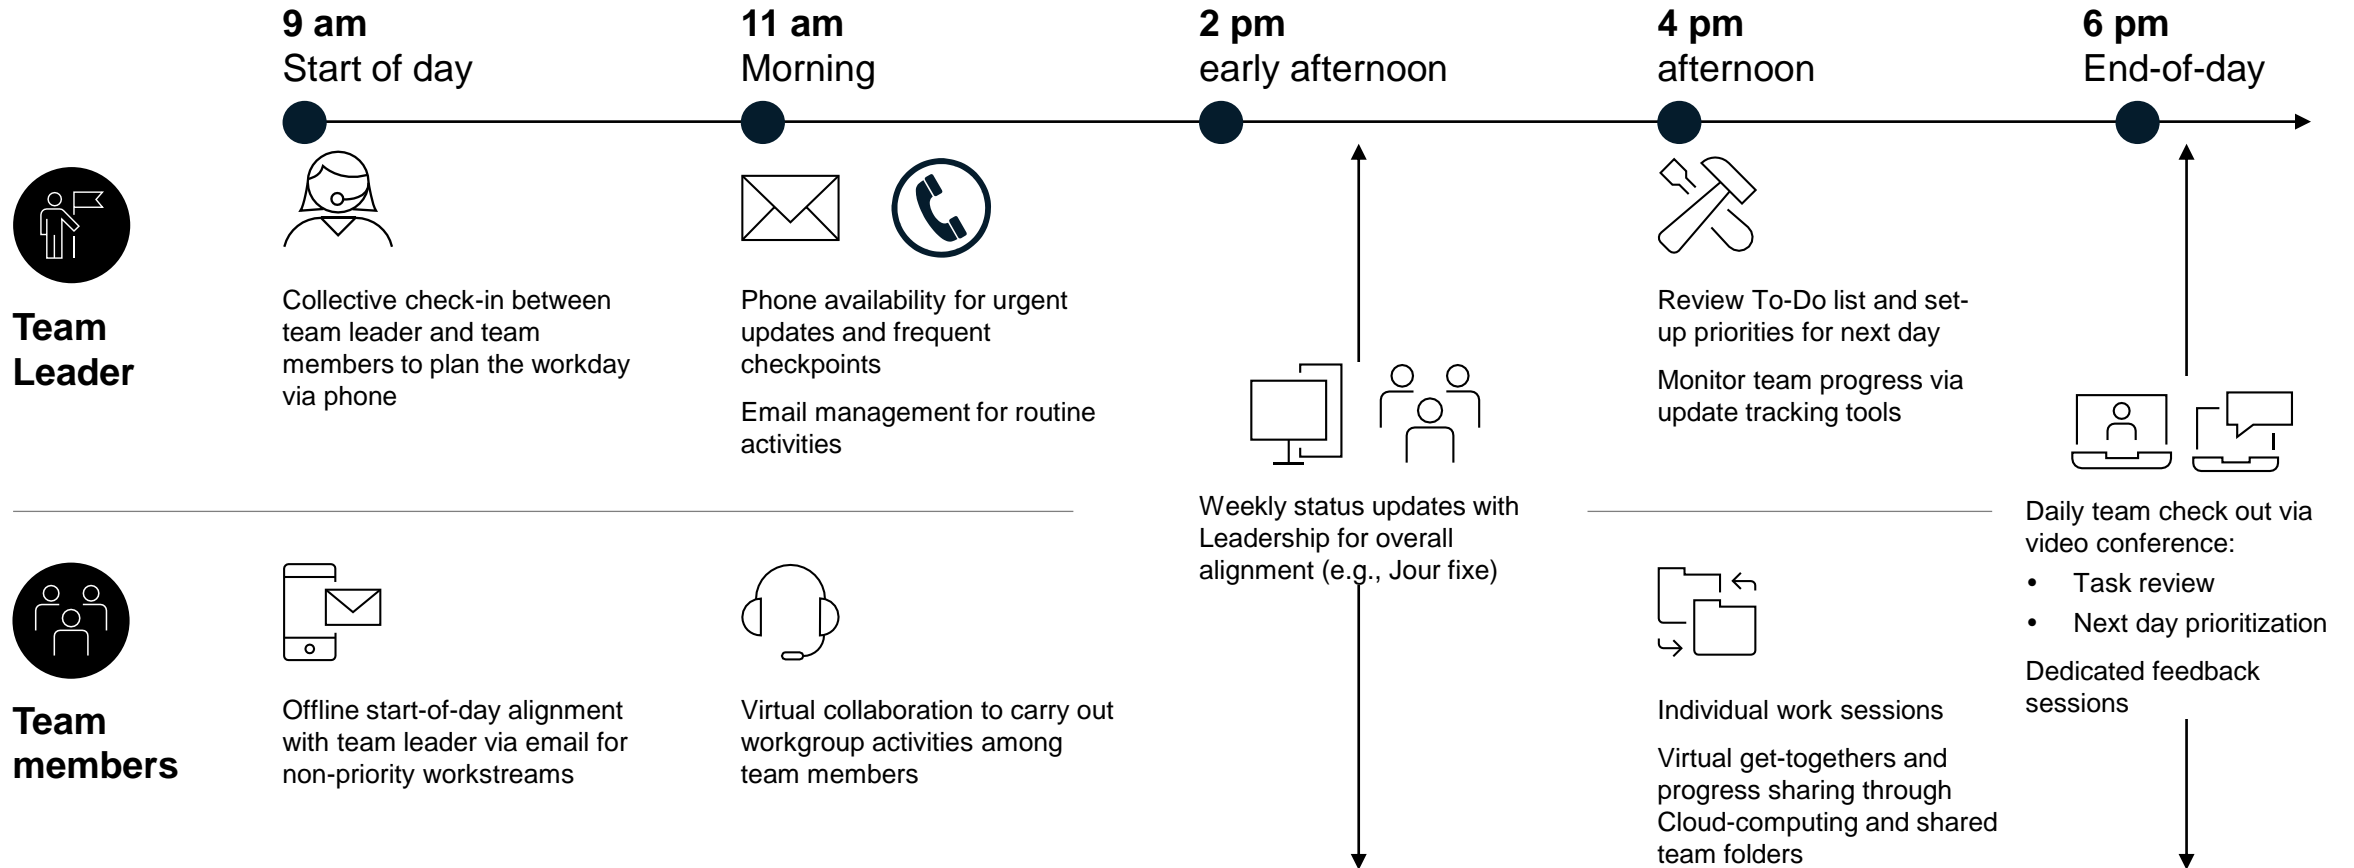 9 am
Start of day
11 am
Morning
2 pm
early afternoon
4 pm
afternoon
6 pm
End-of-day
Team
Leader
Collective check-in between
team leader and team
members to plan the workday
via phone
Phone availability for urgent
updates and frequent
checkpoints
Email management for routine
activities
Weekly status updates with
Leadership for overall
alignment (e.g., Jour fixe)
Review To-Do list and set-
up priorities for next day
Monitor team progress via
update tracking tools
Daily team check out via
video conference:
• Task review
• Next day prioritization
Dedicated feedback
sessions
Team
members
Offline start-of-day alignment
with team leader via email for
non-priority workstreams
Virtual collaboration to carry out
workgroup activities among
team members
Individual work sessions
Virtual get-togethers and
progress sharing through
Cloud-computing and shared
team folders